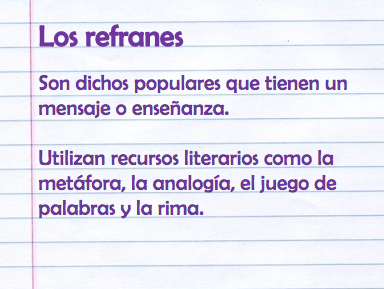 Los refranes
Son dichos populares que tienen un
mensaje o enseñanza.
Utilizan recursos literarios como la
metáfora, la analogía, el juego de
palabras y la rima.